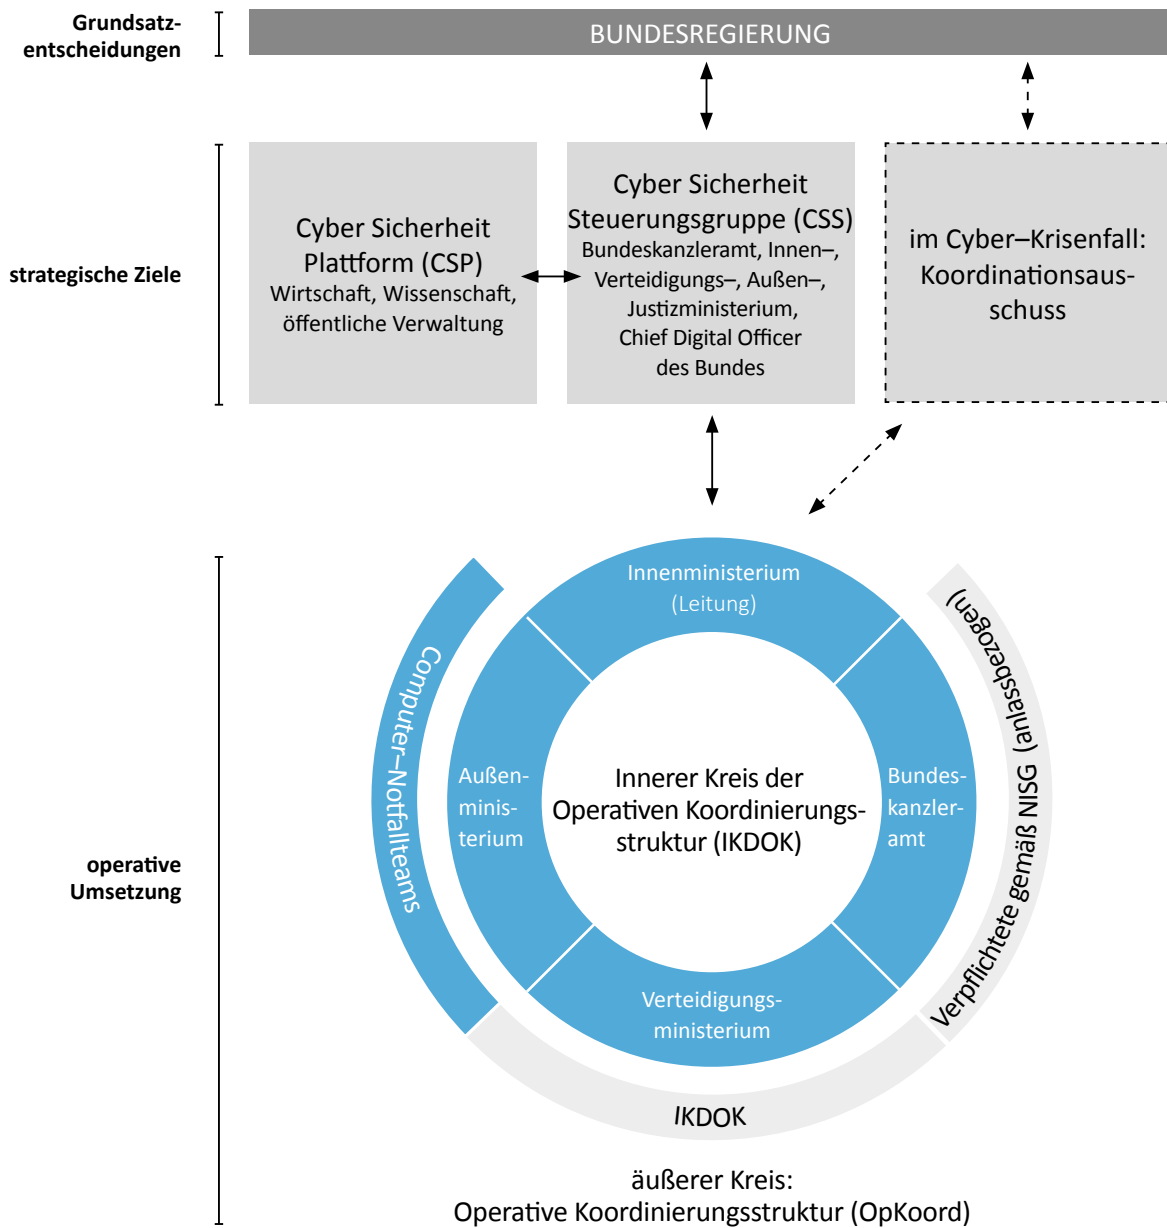 Grundsatz-
entscheidungen
BUNDESREGIERUNG
strategische Ziele
Cyber Sicherheit
Plattform (CSP)
Wirtschaft, Wissenschaft,
öffentliche Verwaltung
Cyber Sicherheit
Steuerungsgruppe (CSS)
Bundeskanzleramt, Innen–,
Verteidigungs–, Außen–,
Justizministerium,
Chief Digital Officer
des Bundes
im Cyber–Krisenfall:
Koordinationsaus-
schuss
operative
Umsetzung
Computer–Notfallteams
Innenministerium
(Leitung)
Außen-
minis-
terium
Innerer Kreis der
Operativen Koordinierungs-
struktur (IKDOK)
Bundes-
kanzler-
amt
Verteidigungs-
ministerium
Verpflichtete gemäß NISG (anlassbezogen)
IKDOK
äußerer Kreis:
Operative Koordinierungsstruktur (OpKoord)